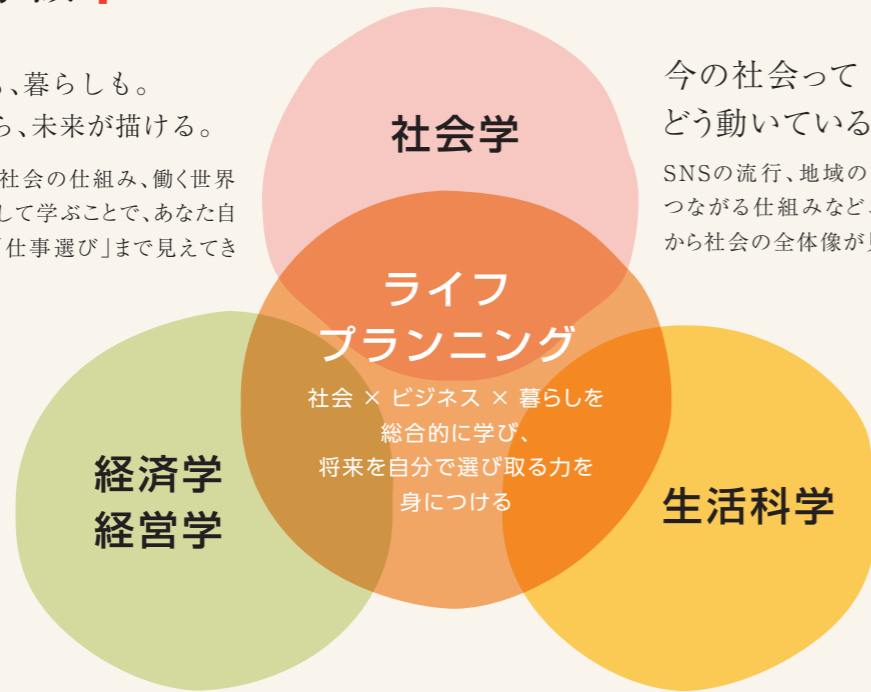 、暮らしも。
、未来が描ける。
社会の仕組み、働く世界
して学ぶことで、あなた自
「仕事選び」まで見えてき
社会学
今の社会って
どう動いている
SNSの流行、地域の
つながる仕組みなど、
から社会の全体像が
ライフ
プランニング
社会 × ビジネス × 暮らしを
総合的に学び、
将来を自分で選び取る力を
身につける
経済学
経営学
生活科学